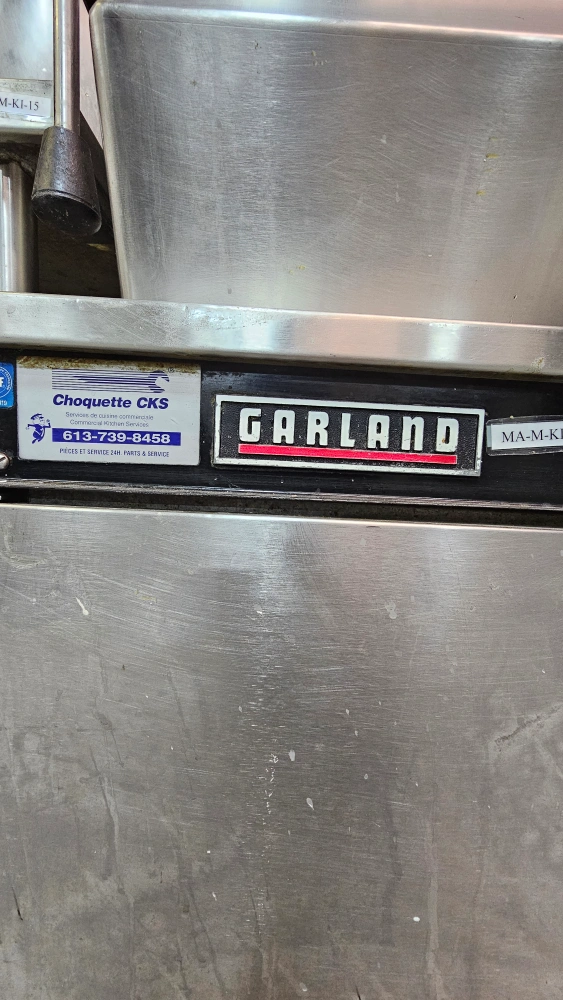 M-KI-15
Choquette CKS
Services de cuisine commerciale
Commercial Kitchen Services
613-739-8458
PIÈCES ET SERVICE 24H. PARTS & SERVICE
GARLAND
MA-M-KI